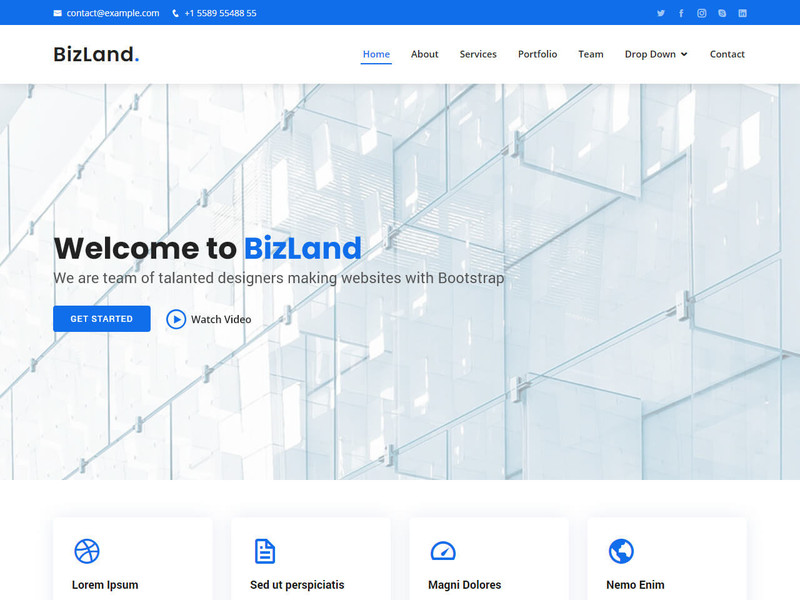 contact@example.com +1 5589 55488 55
BizLand. Home About Services Portfolio Team Drop Down Contact
Welcome to BizLand
We are team of talanted designers making websites with Bootstrap
GET STARTED Watch Video
Lorem Ipsum Sed ut perspiciatis Magni Dolores Nemo Enim